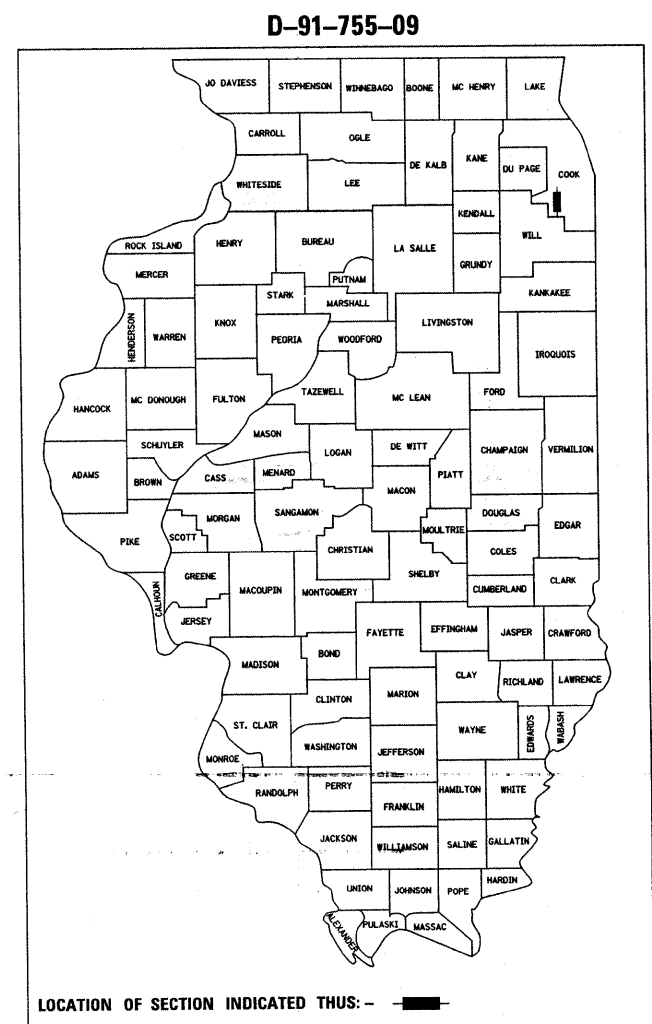 D-91-755-09
JO DAVIESS STEPHENSON WINNEBAGO BOONE MC HENRY LAKE
CARROLL OGLE DE KALB KANE DU PAGE COOK
WHITESIDE LEE
KENDALL
ROCK ISLAND HENRY BUREAU LA SALLE WILL
GRUNDY
MERCER PUTNAM
STARK MARSHALL KANKAKEE
HENDERSON WARREN KNOX PEORIA WOODFORD LIVINGSTON
IROQUOIS
HANCOCK MC DONOUGH FULTON TAZEWELL MC LEAN FORD
SCHUYLER MASON LOGAN DE WITT CHAMPAIGN VERMILION
ADAMS BROWN CASS MENARD PIATT
MACON
PIKE SCOTT MORGAN SANGAMON MOULTRIE DOUGLAS EDGAR
CHRISTIAN COLES
CALHOUN GREENE MACOUPIN MONTGOMERY SHELBY CUMBERLAND CLARK
JERSEY FAYETTE EFFINGHAM JASPER CRAWFORD
MADISON BOND
CLAY RICHLAND LAWRENCE
CLINTON MARION
ST. CLAIR WAYNE EDWARDS WABASH
MONROE WASHINGTON JEFFERSON
RANDOLPH PERRY HAMILTON WHITE
FRANKLIN
JACKSON WILLIAMSON SALINE GALLATIN
UNION JOHNSON POPE HARDIN
ALEXANDER PULASKI MASSAC
LOCATION OF SECTION INDICATED THUS: -